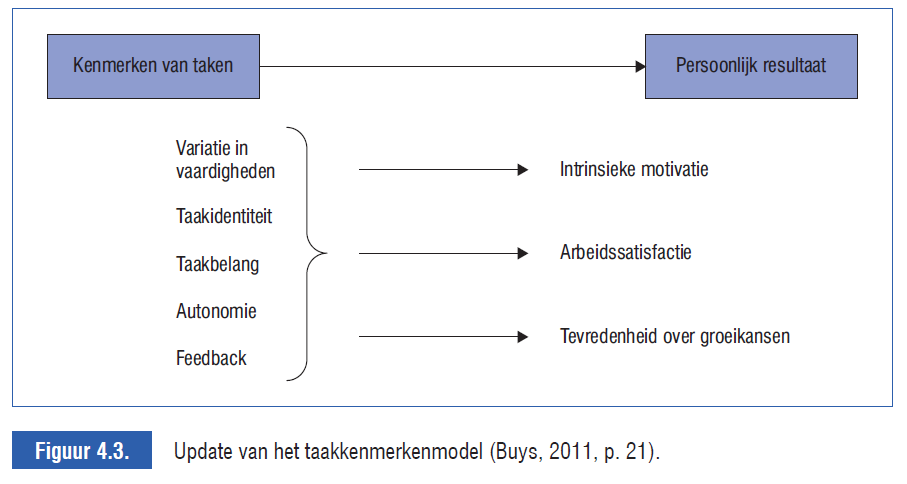 Kenmerken van taken
Persoonlijk resultaat
Variatie in
vaardigheden
Taakidentiteit
Taakbelang
Autonomie
Feedback
Intrinsieke motivatie
Arbeidssatisfactie
Tevredenheid over groeikansen
Figuur 4.3.
Update van het taakkenmerkenmodel (Buys, 2011, p. 21).